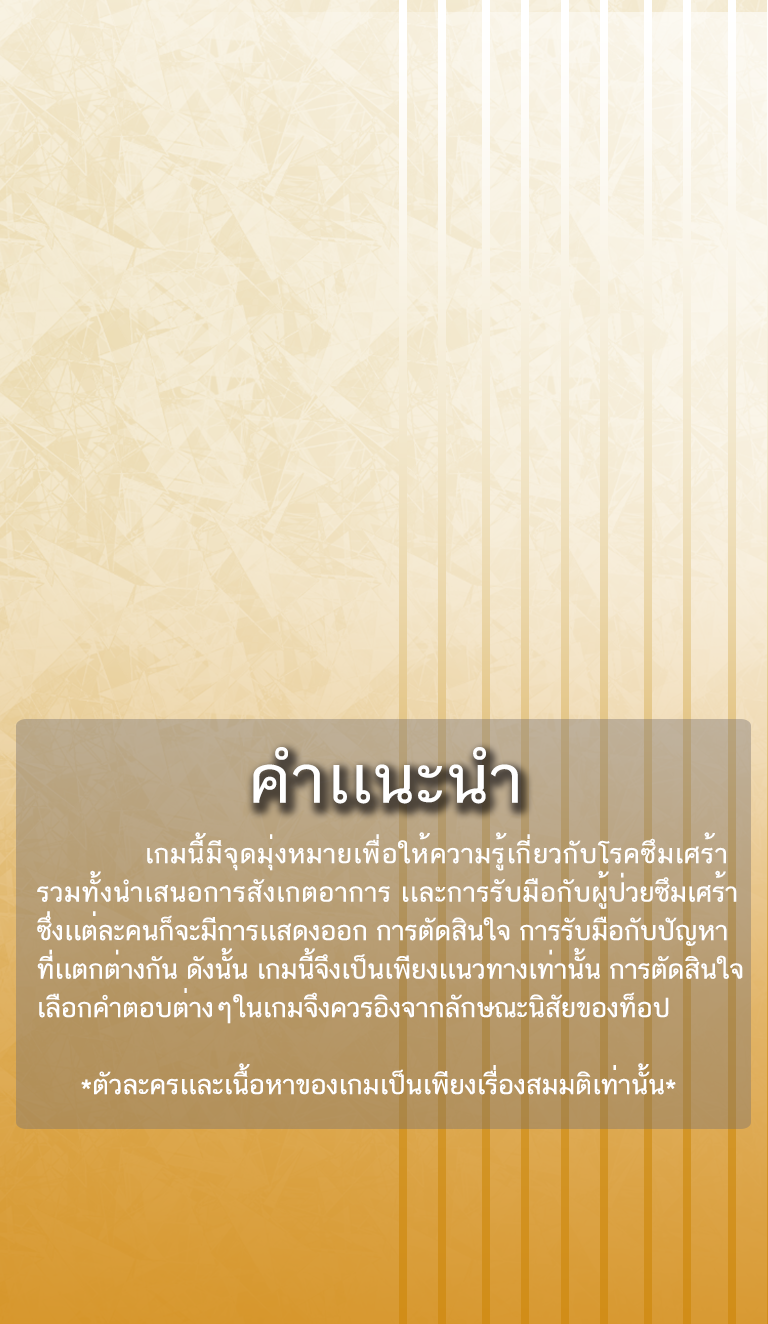 คำแนะนำ
เกมนี้มีจุดมุ่งหมายเพื่อให้ความรู้เกี่ยวกับโรคซึมเศร้า
รวมทั้งนำเสนอการสังเกตอาการ และการรับมือกับผู้ป่วยซึมเศร้า
ซึ่งแต่ละคนก็จะมีการแสดงออก การตัดสินใจ การรับมือกับปัญหา
ที่แตกต่างกัน ดังนั้น เกมนี้จึงเป็นเพียงแนวทางเท่านั้น การตัดสินใจ
เลือกคำตอบต่าง ๆในเกมจึงควรอิงจากลักษณะนิสัยของท็อป
*ตัวละครและเนื้อหาของเกมเป็นเพียงเรื่องสมมติเท่านั้น*